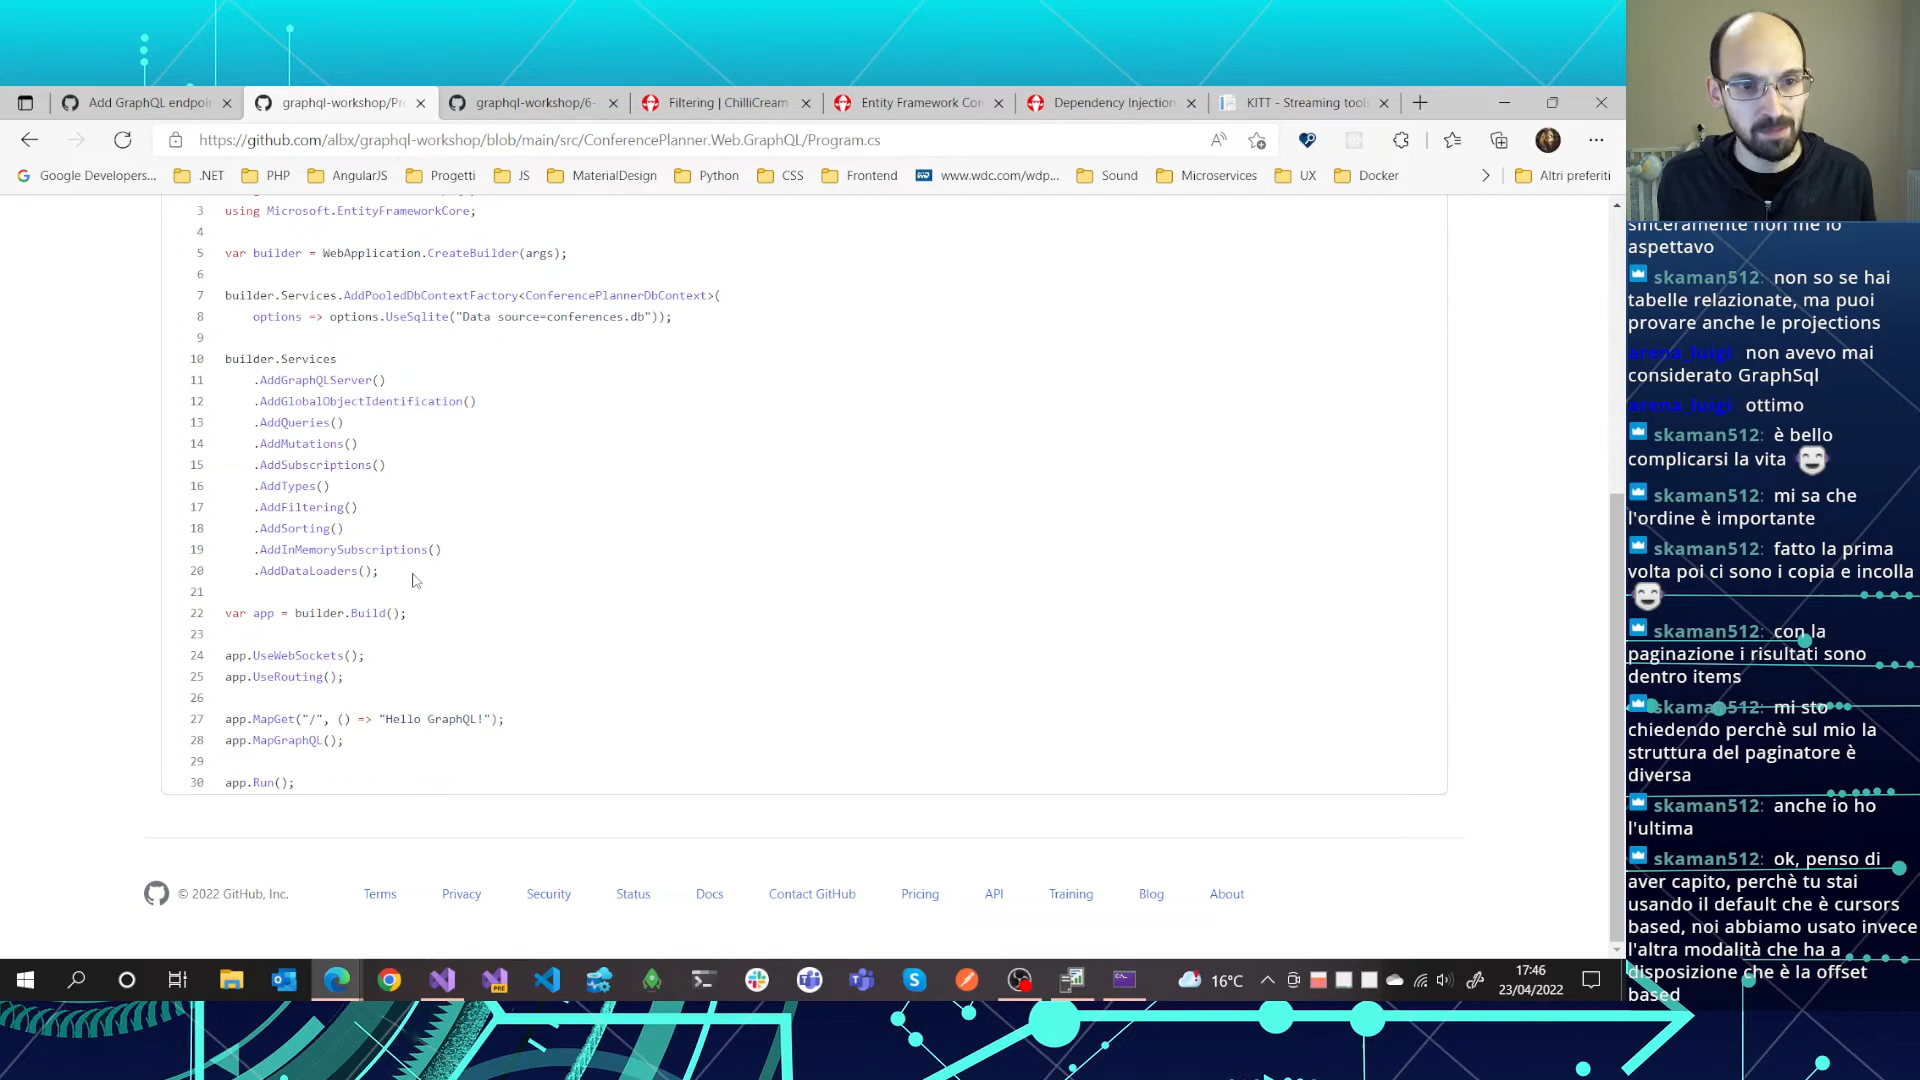 Add GraphQL endpoi
graphql-workshop/Pr
graphql-workshop/6-
Filtering | ChilliCream
Entity Framework Co
Dependency Injection
KITT - Streaming tools
https://github.com/albx/graphql-workshop/blob/main/src/ConferencePlanner.Web.GraphQL/Program.cs
Google Developers...
.NET
PHP
AngularJS
Progetti
JS
MaterialDesign
Python
CSS
Frontend
www.wdc.com/wdp...
Sound
Microservices
UX
Docker
Altri preferiti
3 using Microsoft.EntityFrameworkCore;
4
5 var builder = WebApplication.CreateBuilder(args);
6
7 builder.Services.AddPooledDbContextFactory<ConferencePlannerDbContext>(
8 options => options.UseSqlite("Data source=conferences.db"));
9
10 builder.Services
11 .AddGraphQLServer()
12 .AddGlobalObjectIdentification()
13 .AddQueries()
14 .AddMutations()
15 .AddSubscriptions()
16 .AddTypes()
17 .AddFiltering()
18 .AddSorting()
19 .AddInMemorySubscriptions()
20 .AddDataLoaders();
21
22 var app = builder.Build();
23
24 app.UseWebSockets();
25 app.UseRouting();
26
27 app.MapGet("/", () => "Hello GraphQL!");
28 app.MapGraphQL();
29
30 app.Run();
© 2022 GitHub, Inc.
Terms
Privacy
Security
Status
Docs
Contact GitHub
Pricing
API
Training
Blog
About
sinceramente non me lo
aspettavo
skaman512: non so se hai
tabelle relazionate, ma puoi
provare anche le projections
arena_luigi: non avevo mai
considerato GraphSql
arena_luigi: ottimo
skaman512: è bello
complicarsi la vita
skaman512: mi sa che
l'ordine è importante
skaman512: fatto la prima
volta poi ci sono i copia e incolla
skaman512: con la
paginazione i risultati sono
dentro items
skaman512: mi sto
chiedendo perchè sul mio la
struttura del paginatore è
diversa
skaman512: anche io ho
l'ultima
skaman512: ok, penso di
aver capito, perchè tu stai
usando il default che è cursors
based, noi abbiamo usato invece
l'altra modalità che ha a
disposizione che è la offset
based
PRE
16°C
17:46
23/04/2022